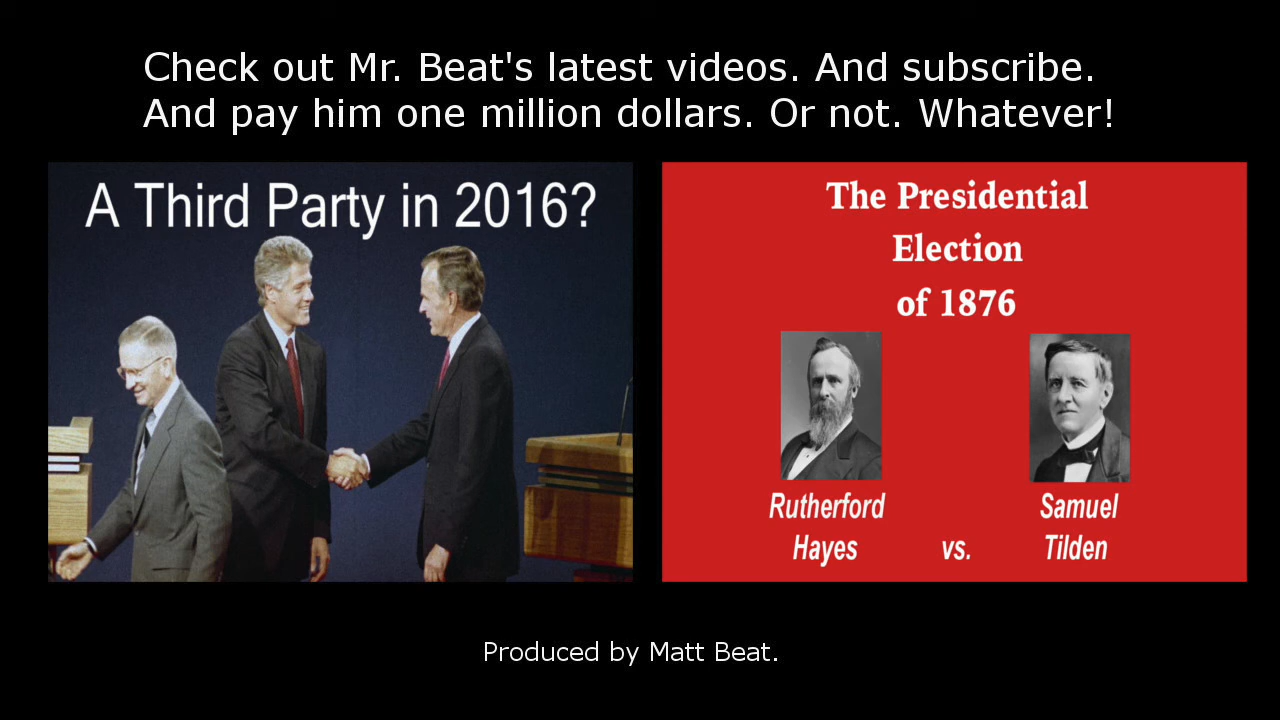 Check out Mr. Beat's latest videos. And subscribe.
And pay him one million dollars. Or not. Whatever!
A Third Party in 2016?
The Presidential
Election
of 1876
Rutherford
Hayes
vs.
Samuel
Tilden
Produced by Matt Beat.